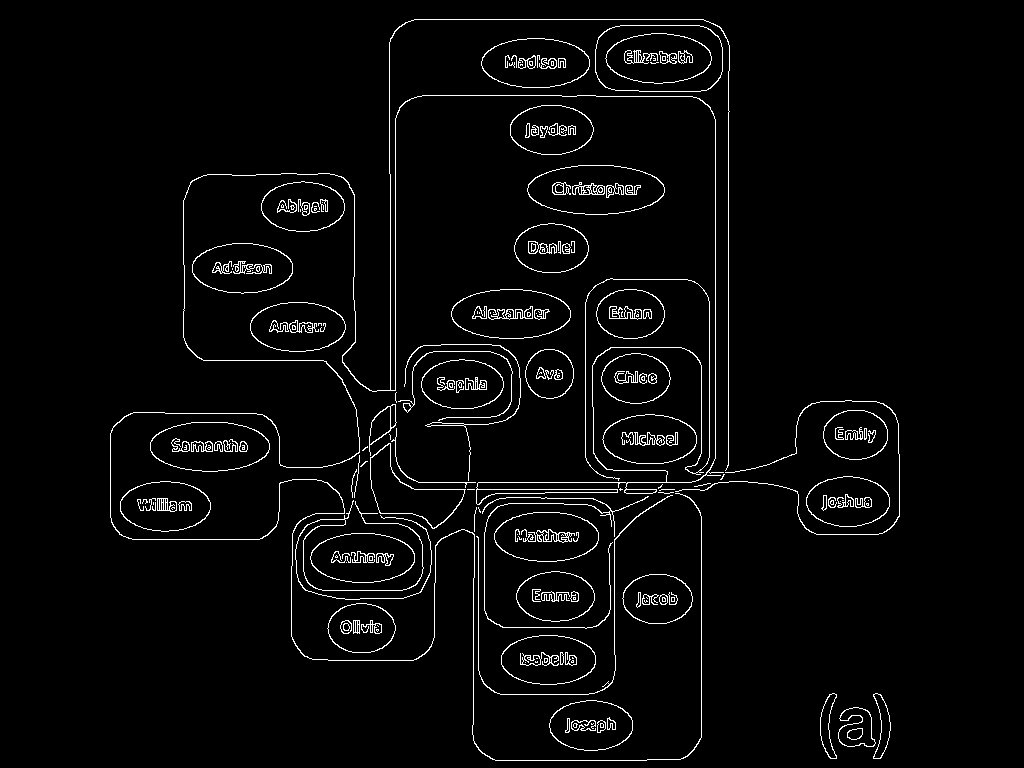 Madison
Elizabeth
Jayden
Christopher
Abigail
Daniel
Addison
Alexander
Ethan
Andrew
Ava
Chloe
Sophia
Emily
Michael
Samantha
Joshua
William
Matthew
Anthony
Emma
Jacob
Olivia
Isabella
Joseph
(a)